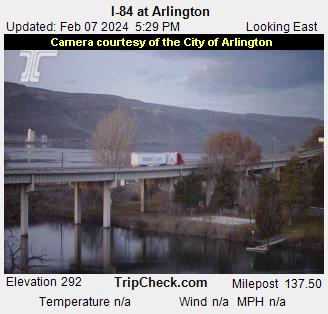 I-84 at Arlington
Updated: Feb 07 2024 5:29 PM Looking East
Camera courtesy of the City of Arlington
Elevation 292 TripCheck.com Milepost 137.50
Temperature n/a Wind n/a MPH n/a